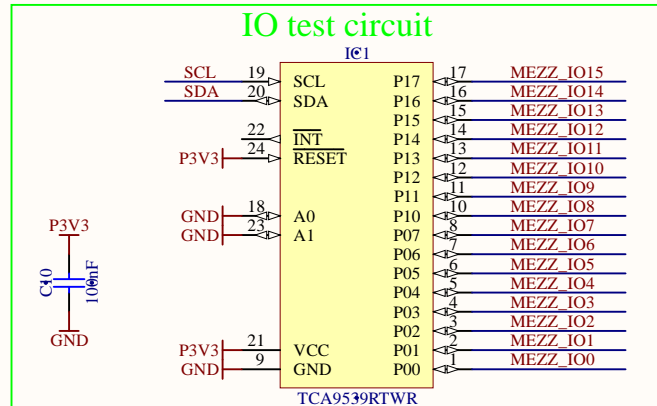 IO test circuit
IC1
SCL 19 SCL P17 17 MEZZ_IO15
SDA 20 SDA P16 16 MEZZ_IO14
P15 15 MEZZ_IO13
22 INT P14 14 MEZZ_IO12
P3V3 24 RESET P13 13 MEZZ_IO11
P12 12 MEZZ_IO10
P11 11 MEZZ_IO9
GND 18 A0 P10 10 MEZZ_IO8
GND 23 A1 P07 8 MEZZ_IO7
P06 7 MEZZ_IO6
P05 6 MEZZ_IO5
P04 5 MEZZ_IO4
P03 4 MEZZ_IO3
P02 3 MEZZ_IO2
P3V3 21 VCC P01 2 MEZZ_IO1
GND 9 GND P00 1 MEZZ_IO0
TCA9539RTWR
P3V3
C10
100nF
GND